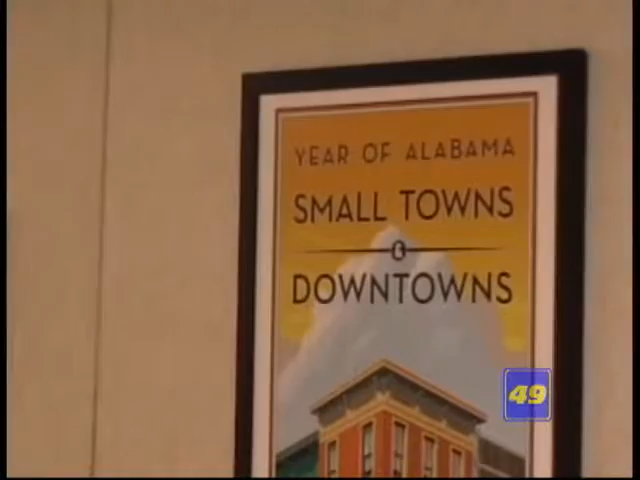 YEAR OF ALABAMA
SMALL TOWNS
&
DOWNTOWNS
49